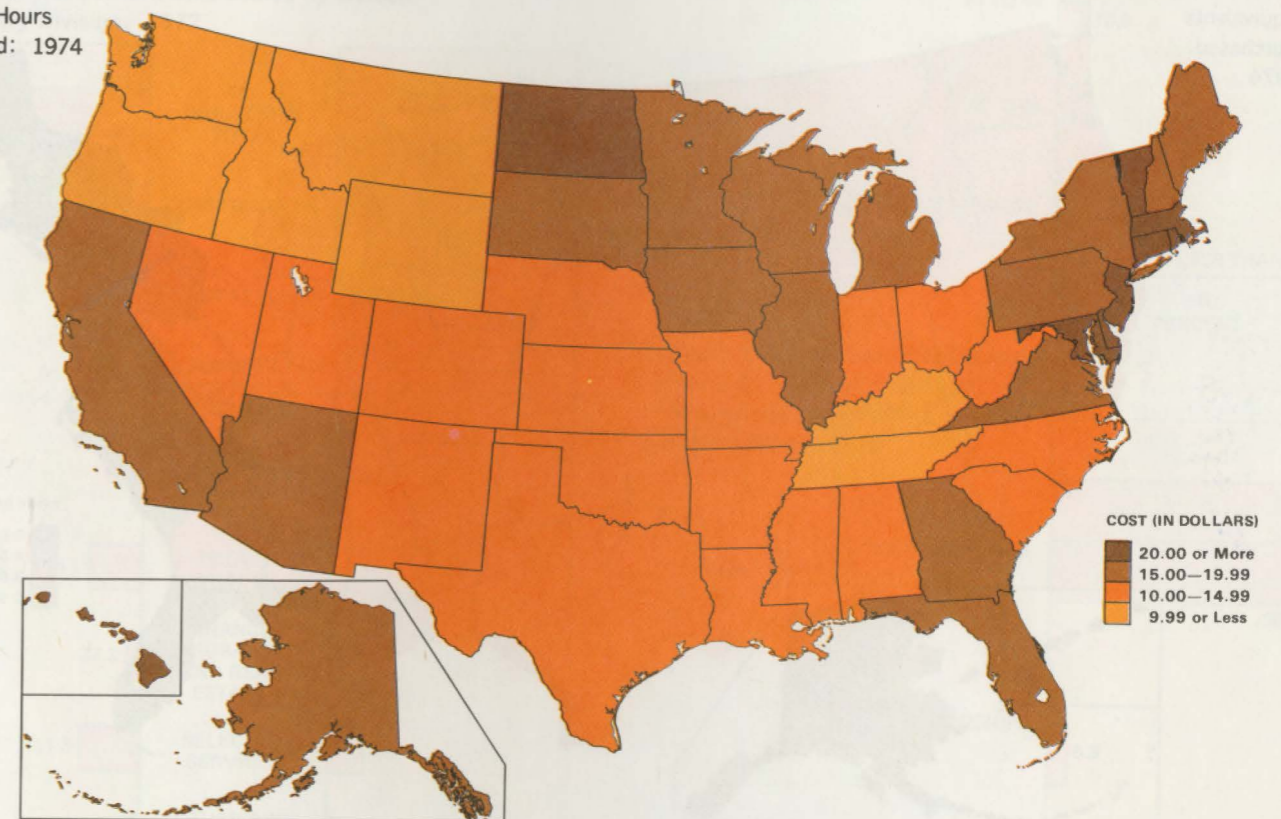 Hours
d: 1974
COST (IN DOLLARS)
20.00 or More
15.00—19.99
10.00—14.99
9.99 or Less